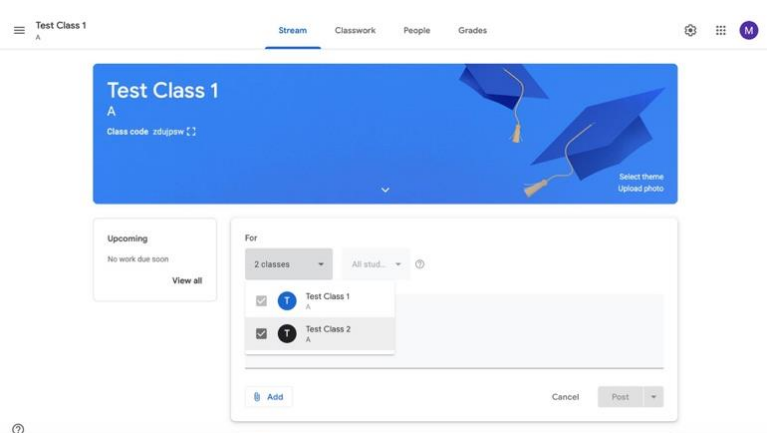 Test Class 1
A
Stream
Classwork
People
Grades
M
Test Class 1
A
Class code zdujpsw
Select theme
Upload photo
Upcoming
No work due soon
View all
For
2 classes
All stud...
T
Test Class 1
A
T
Test Class 2
A
Add
Cancel
Post